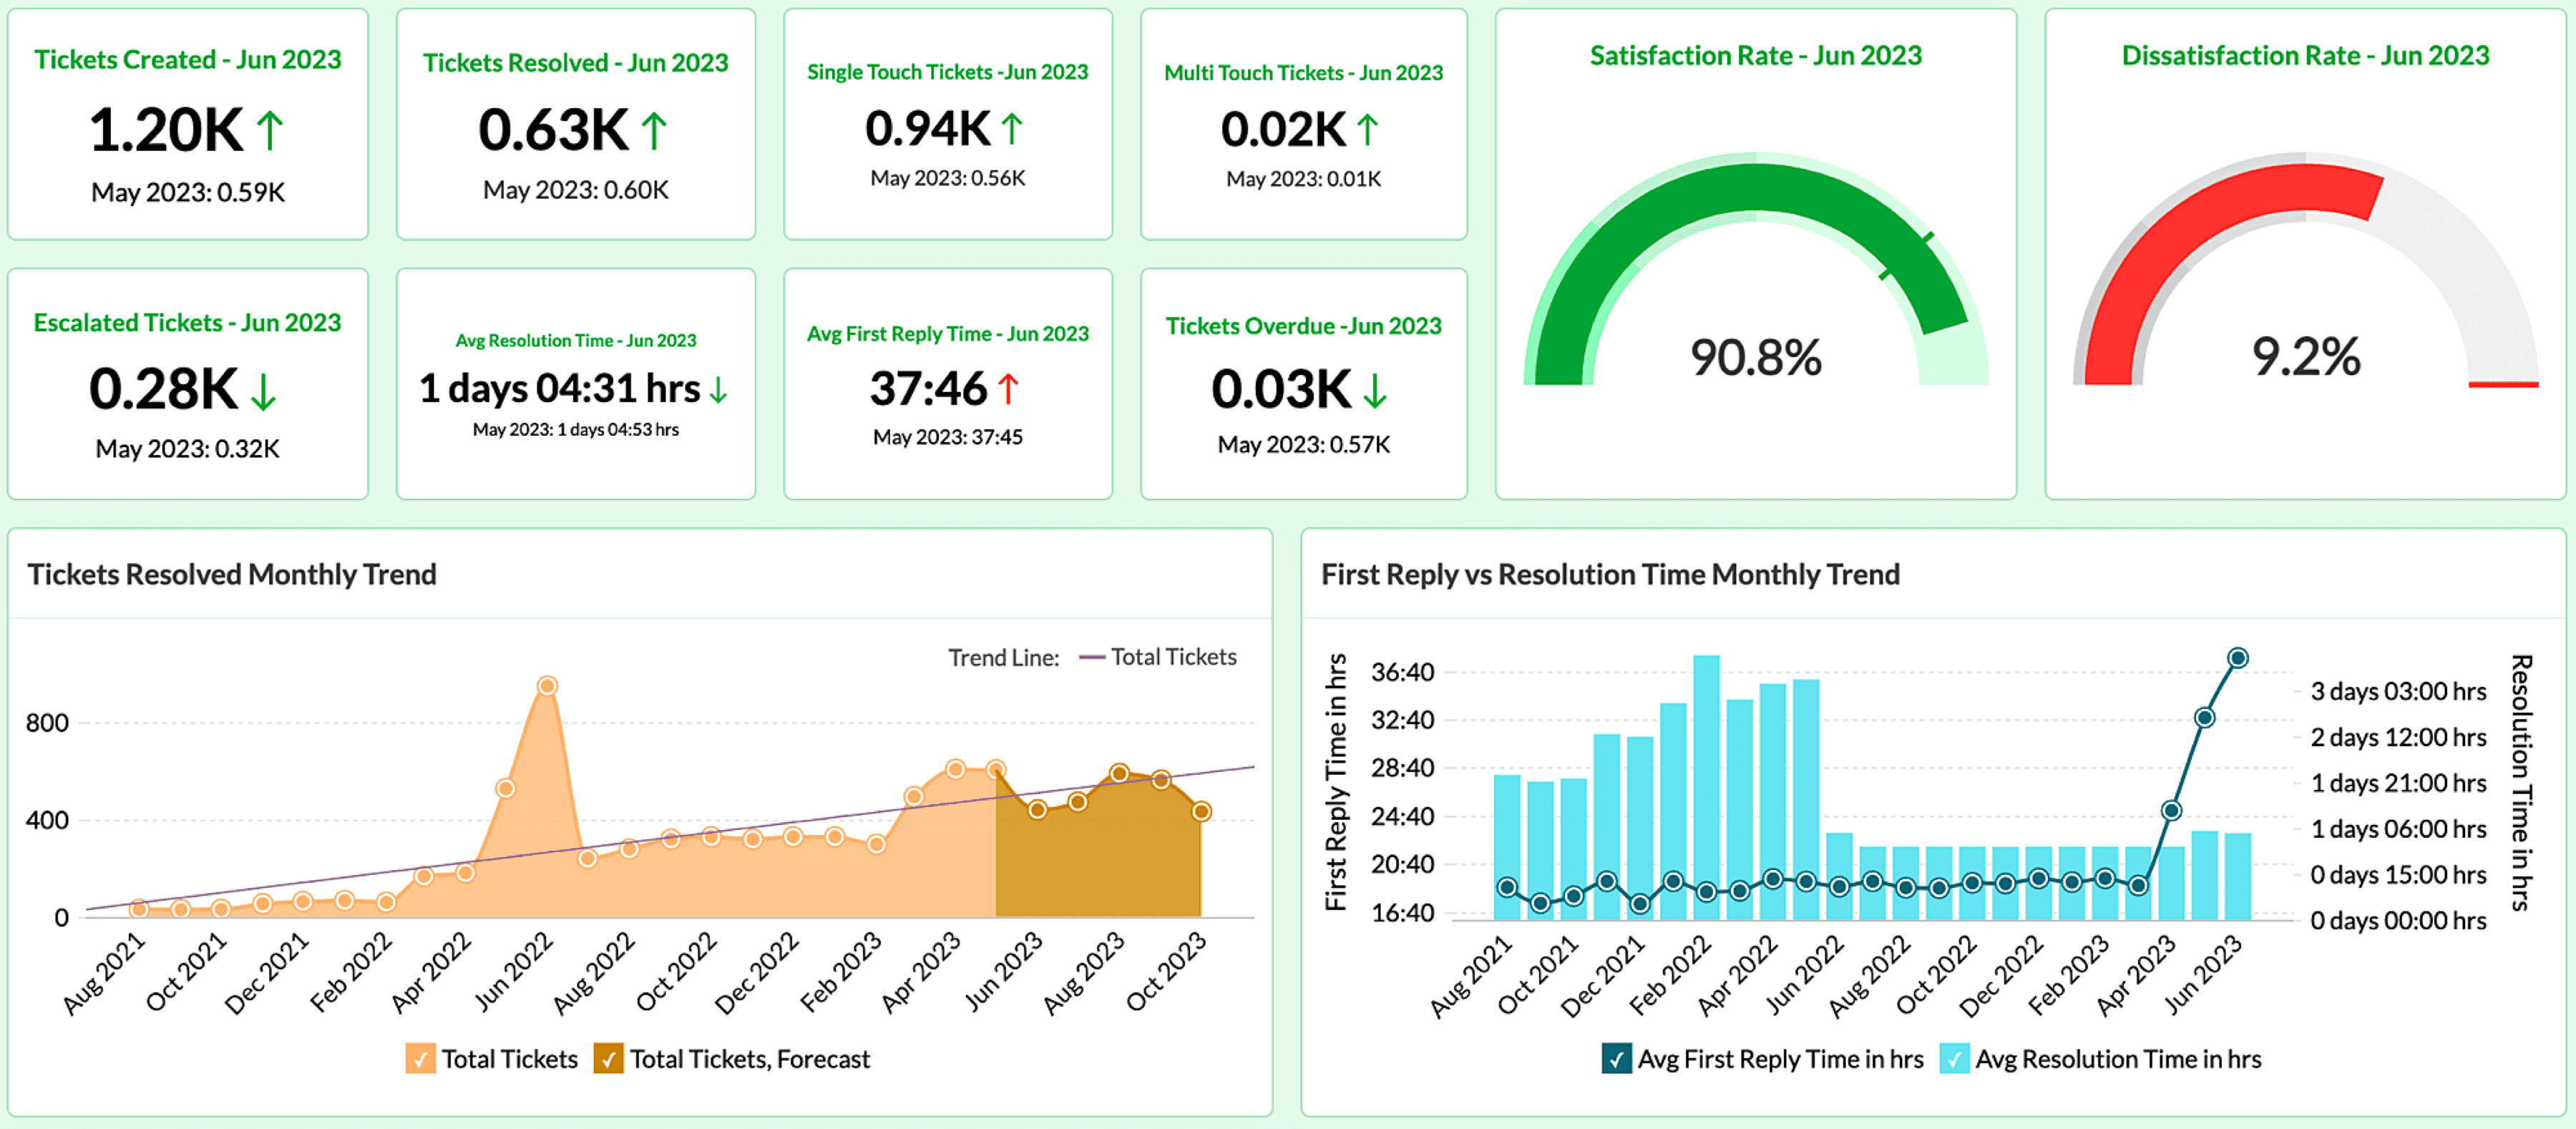 Tickets Created - Jun 2023
1.20K ↑
May 2023: 0.59K
Tickets Resolved - Jun 2023
0.63K ↑
May 2023: 0.60K
Single Touch Tickets -Jun 2023
0.94K ↑
May 2023: 0.56K
Multi Touch Tickets - Jun 2023
0.02K ↑
May 2023: 0.01K
Satisfaction Rate - Jun 2023
90.8%
Dissatisfaction Rate - Jun 2023
9.2%
Escalated Tickets - Jun 2023
0.28K ↓
May 2023: 0.32K
Avg Resolution Time - Jun 2023
1 days 04:31 hrs ↓
May 2023: 1 days 04:53 hrs
Avg First Reply Time - Jun 2023
37:46 ↑
May 2023: 37:45
Tickets Overdue -Jun 2023
0.03K ↓
May 2023: 0.57K
Tickets Resolved Monthly Trend
Trend Line: Total Tickets
800
400
0
Aug 2021
Oct 2021
Dec 2021
Feb 2022
Apr 2022
Jun 2022
Aug 2022
Oct 2022
Dec 2022
Feb 2023
Apr 2023
Jun 2023
Aug 2023
Oct 2023
Total Tickets
Total Tickets, Forecast
First Reply vs Resolution Time Monthly Trend
First Reply Time in hrs
36:40
32:40
28:40
24:40
20:40
16:40
3 days 03:00 hrs
2 days 12:00 hrs
1 days 21:00 hrs
1 days 06:00 hrs
0 days 15:00 hrs
0 days 00:00 hrs
Resolution Time in hrs
Aug 2021
Oct 2021
Dec 2021
Feb 2022
Apr 2022
Jun 2022
Aug 2022
Oct 2022
Dec 2022
Feb 2023
Apr 2023
Jun 2023
Avg First Reply Time in hrs
Avg Resolution Time in hrs